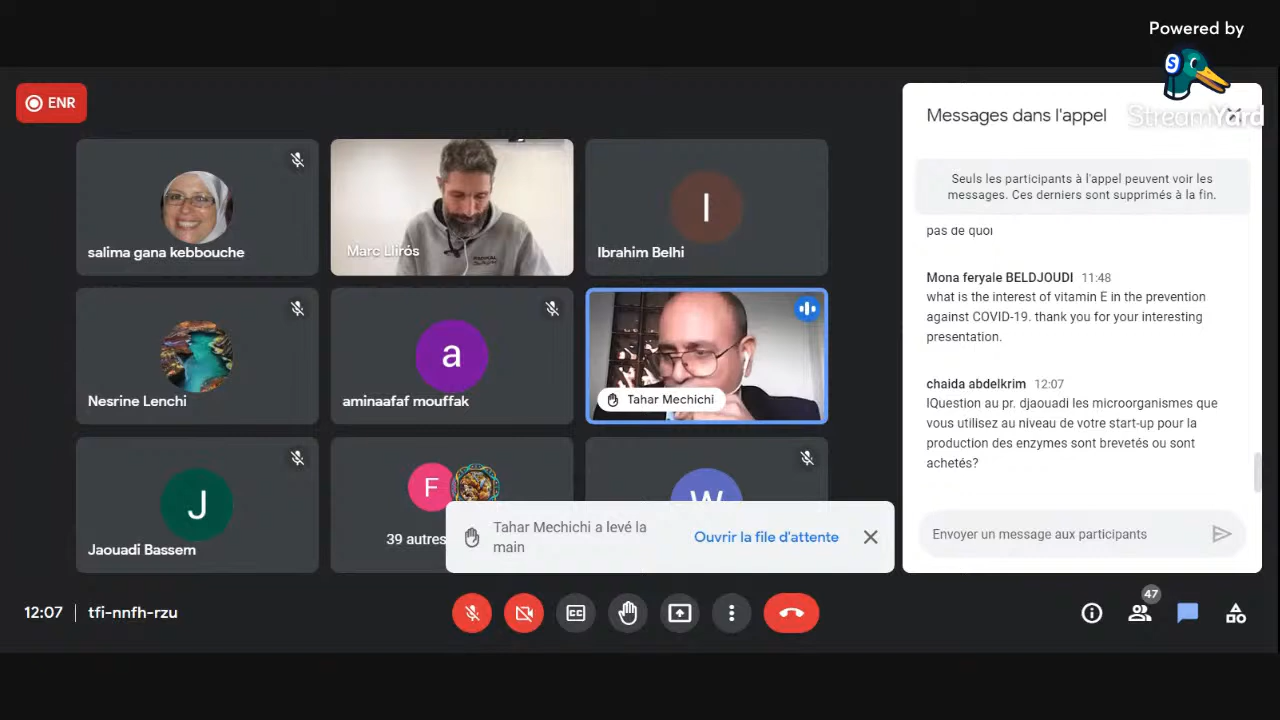 Powered by
StreamYard
S
ENR
Messages dans l'appel
Seuls les participants à l'appel peuvent voir les
messages. Ces derniers sont supprimés à la fin.
pas de quoi
Mona feryale BELDJOUDI 11:48
what is the interest of vitamin E in the prevention
against COVID-19. thank you for your interesting
presentation.
chaida abdelkrim 12:07
IQuestion au pr. djaouadi les microorganismes que
vous utilisez au niveau de votre start-up pour la
production des enzymes sont brevetés ou sont
achetés?
Envoyer un message aux participants
salima gana kebbouche
Marc Llirós
I
Ibrahim Belhi
Nesrine Lenchi
a
aminaafaf mouffak
Tahar Mechichi
J
Jaouadi Bassem
F
39 autres
W
Tahar Mechichi a levé la
main
Ouvrir la file d'attente
12:07 | tfi-nnfh-rzu
CC
47